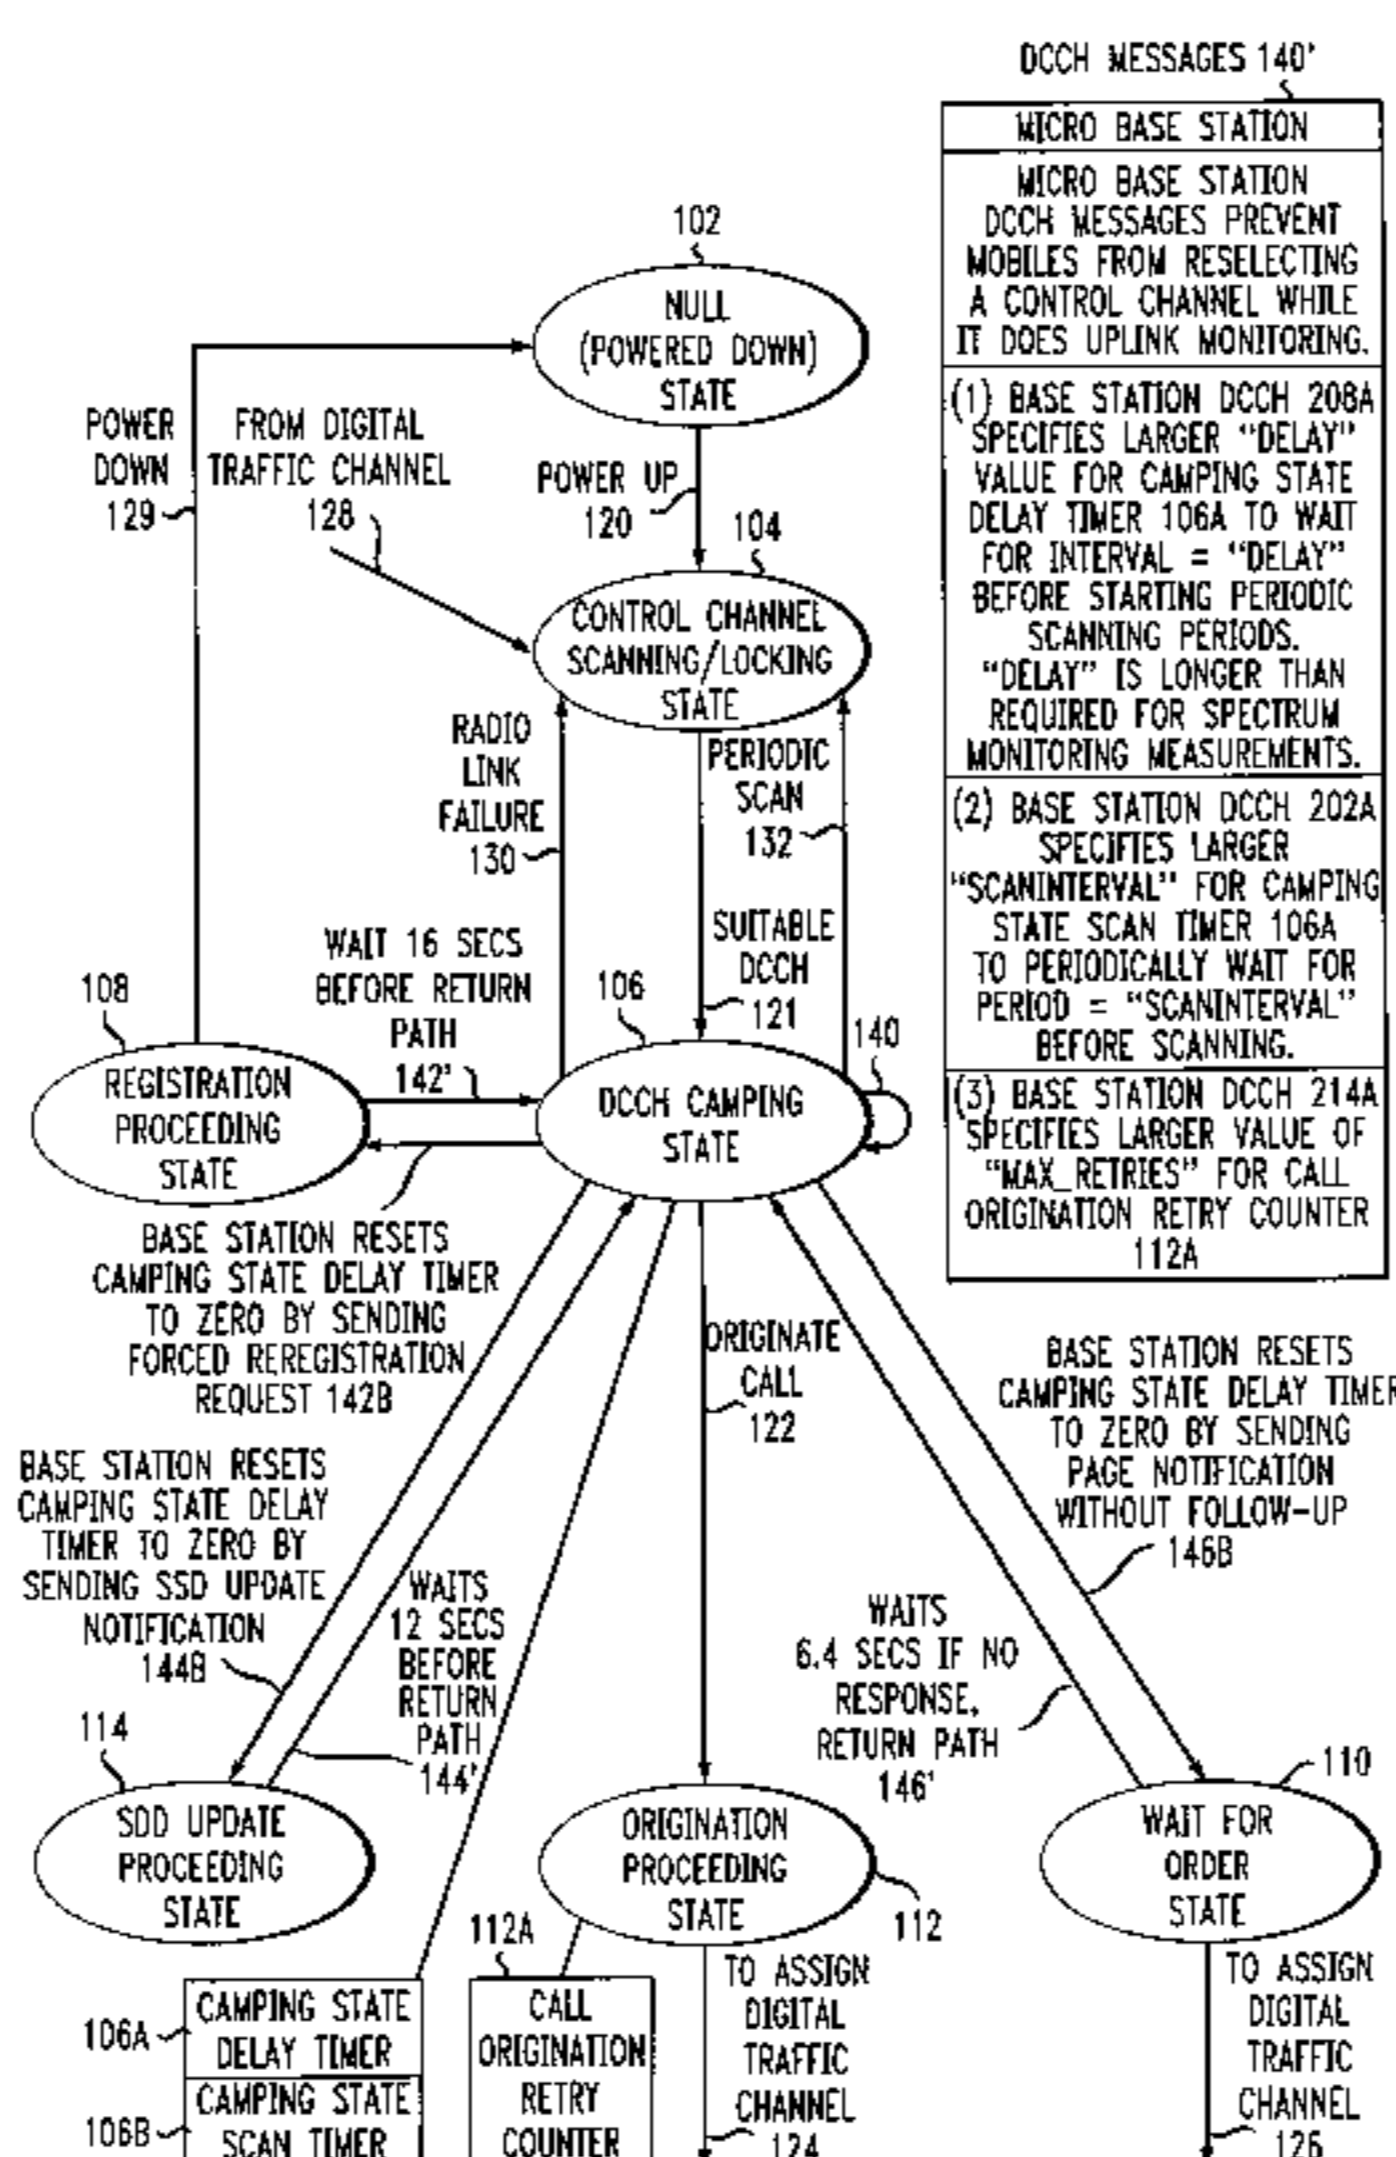 DCCH MESSAGES 140'
MICRO BASE STATION
MICRO BASE STATION
DCCH MESSAGES PREVENT
MOBILES FROM RESELECTING
A CONTROL CHANNEL WHILE
IT DOES UPLINK MONITORING.
(1) BASE STATION DCCH 208A
SPECIFIES LARGER "DELAY"
VALUE FOR CAMPING STATE
DELAY TIMER 106A TO WAIT
FOR INTERVAL = "DELAY"
BEFORE STARTING PERIODIC
SCANNING PERIODS.
"DELAY" IS LONGER THAN
REQUIRED FOR SPECTRUM
MONITORING MEASUREMENTS.
(2) BASE STATION DCCH 202A
SPECIFIES LARGER
"SCANINTERVAL" FOR CAMPING
STATE SCAN TIMER 106A
TO PERIODICALLY WAIT FOR
PERIOD = "SCANINTERVAL"
BEFORE SCANNING.
(3) BASE STATION DCCH 214A
SPECIFIES LARGER VALUE OF
"MAX_RETRIES" FOR CALL
ORIGINATION RETRY COUNTER
112A
102
NULL
(POWERED DOWN)
STATE
POWER
DOWN
129
FROM DIGITAL
TRAFFIC CHANNEL
128
POWER UP
120
104
CONTROL CHANNEL
SCANNING/LOCKING
STATE
RADIO
LINK
FAILURE
130
PERIODIC
SCAN
132
SUITABLE
DCCH
121
WAIT 16 SECS
BEFORE RETURN
PATH
142'
108
REGISTRATION
PROCEEDING
STATE
106
DCCH CAMPING
STATE
140
BASE STATION RESETS
CAMPING STATE DELAY TIMER
TO ZERO BY SENDING
FORCED REREGISTRATION
REQUEST 142B
ORIGINATE
CALL
122
BASE STATION RESETS
CAMPING STATE DELAY TIMER
TO ZERO BY SENDING
PAGE NOTIFICATION
WITHOUT FOLLOW-UP
146B
BASE STATION RESETS
CAMPING STATE DELAY
TIMER TO ZERO BY
SENDING SSD UPDATE
NOTIFICATION
144B
WAITS
12 SECS
BEFORE
RETURN
PATH
144'
WAITS
6.4 SECS IF NO
RESPONSE,
RETURN PATH
146'
114
SDD UPDATE
PROCEEDING
STATE
ORIGINATION
PROCEEDING
STATE
112
110
WAIT FOR
ORDER
STATE
106A
CAMPING STATE
DELAY TIMER
106B
CAMPING STATE
SCAN TIMER
112A
CALL
ORIGINATION
RETRY
COUNTER
TO ASSIGN
DIGITAL
TRAFFIC
CHANNEL
124
TO ASSIGN
DIGITAL
TRAFFIC
CHANNEL
126